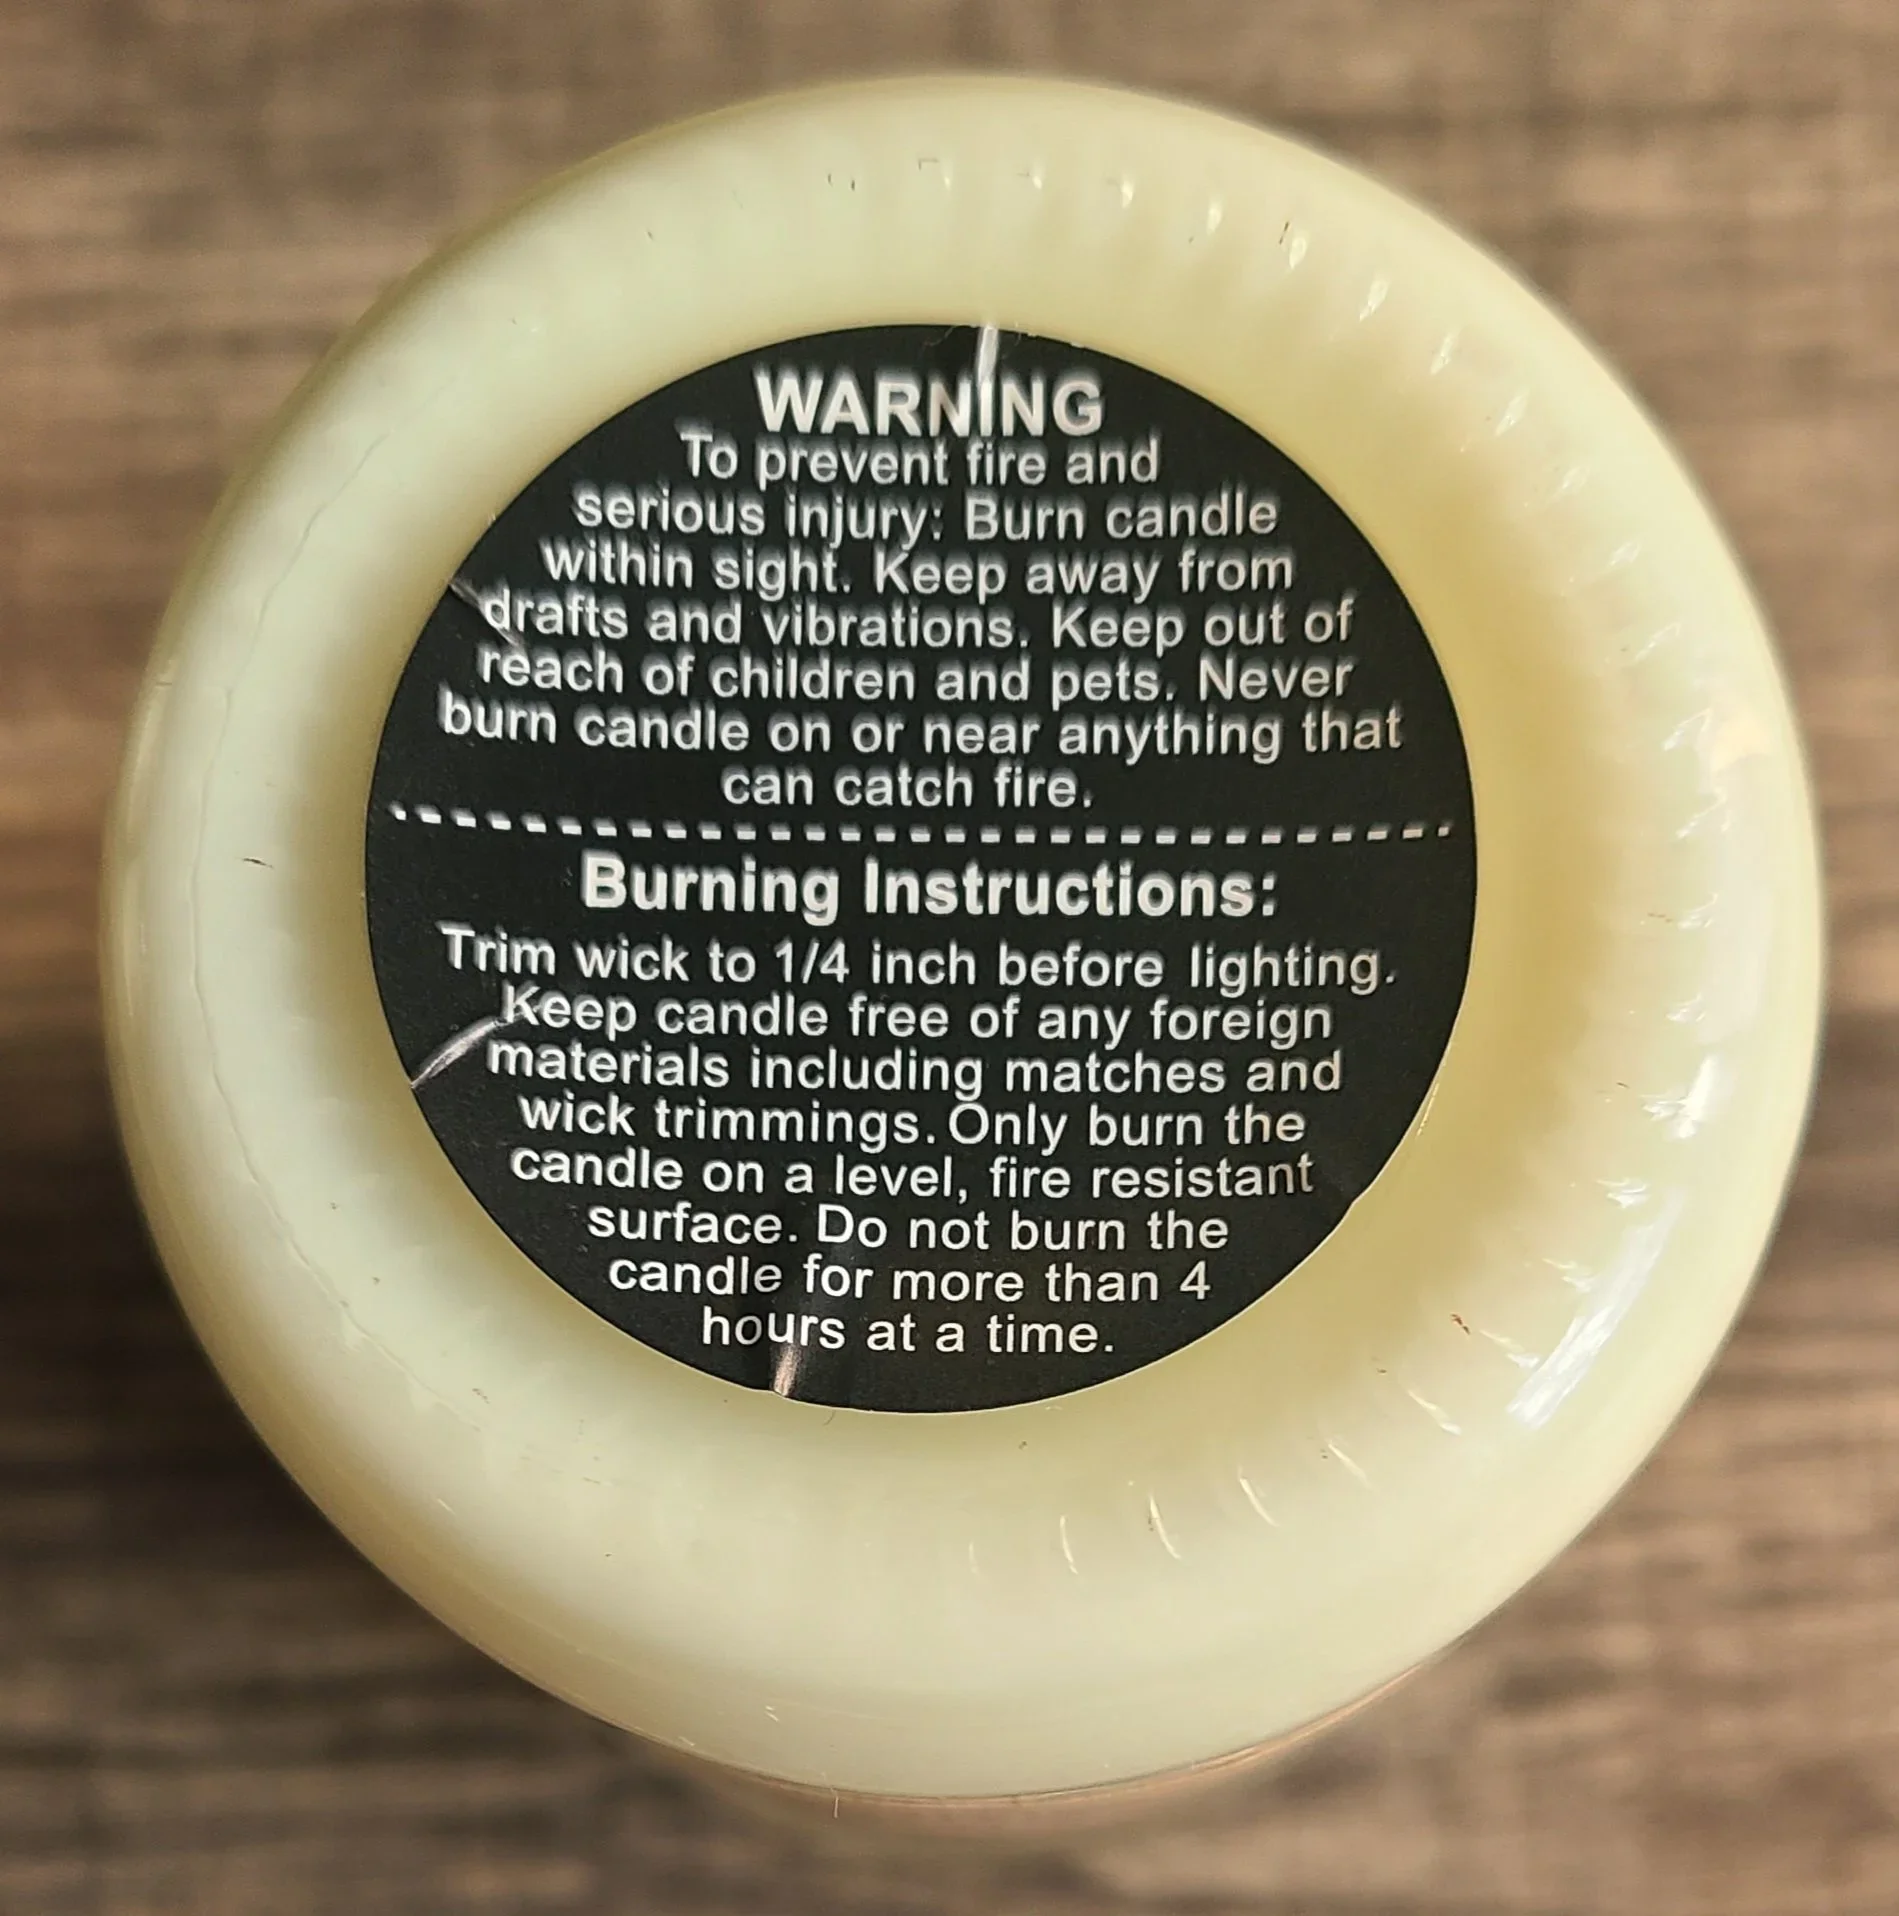 WARNING
To prevent fire and
serious injury: Burn candle
within sight. Keep away from
drafts and vibrations. Keep out of
reach of children and pets. Never
burn candle on or near anything that
can catch fire.
Burning Instructions:
Trim wick to 1/4 inch before lighting.
Keep candle free of any foreign
materials including matches and
wick trimmings. Only burn the
candle on a level, fire resistant
surface. Do not burn the
candle for more than 4
hours at a time.